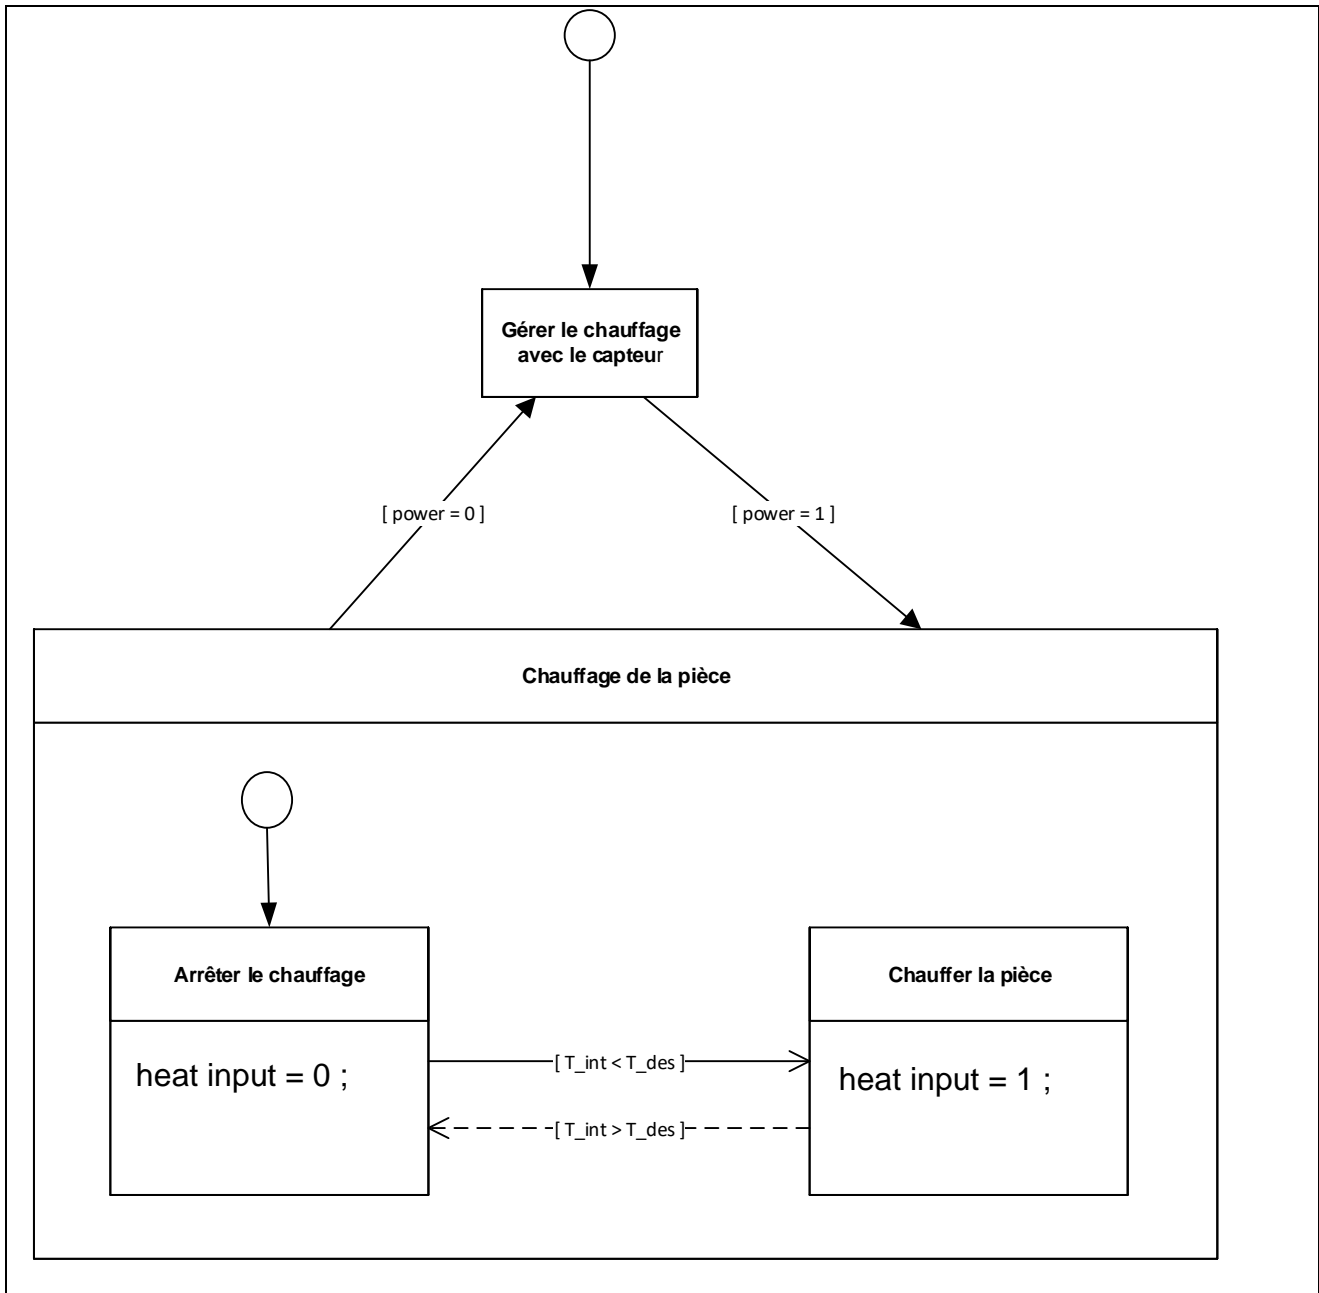 Gérer le chauffage
avec le capteur
[ power = 0 ]
[ power = 1 ]
Chauffage de la pièce
Arrêter le chauffage
Chauffer la pièce
heat input = 0 ;
[ T_int < T_des ]
heat input = 1 ;
[ T_int > T_des ]